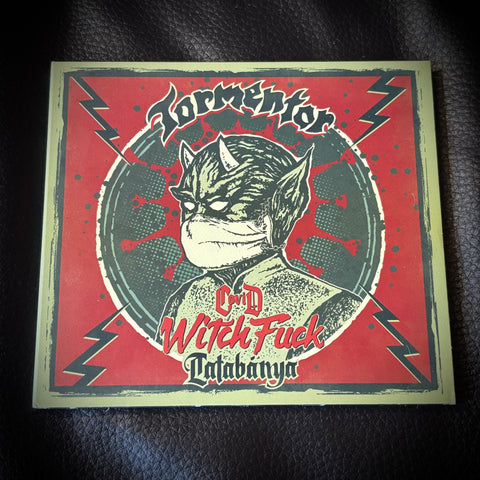 Tormentor
CoviD
Witch Fuck
Tatabánya